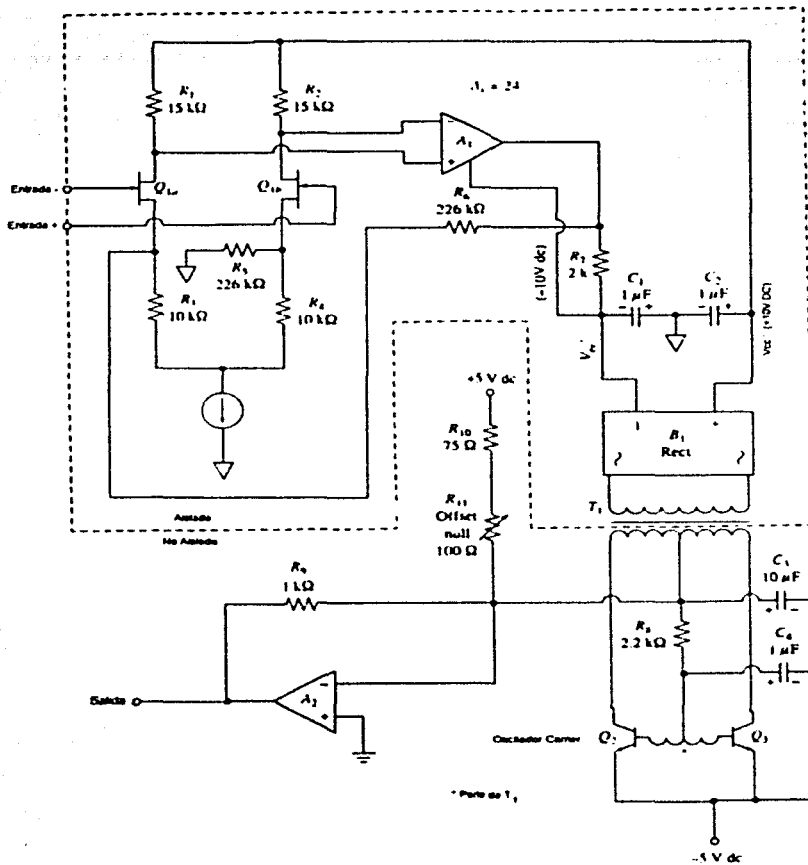 R1
15 kΩ
R2
15 kΩ
Av = 24
A1
Entrada -
Q1a
Q1b
Entrada +
R6
226 kΩ
R5
226 kΩ
R3
10 kΩ
R4
10 kΩ
R7
2 k
(-10V dc)
C1
1 µF
C2
1 µF
Vcc (+10V DC)
+5 V dc
R10
75 Ω
R11
Offset
null
100 Ω
B1
Rect
T1
Aislado
No Aislado
R9
1 kΩ
C3
10 µF
R8
2.2 kΩ
C4
1 µF
A2
Salida
Oscilador Carrier
Q2
Q3
* Parte de T1
-5 V dc